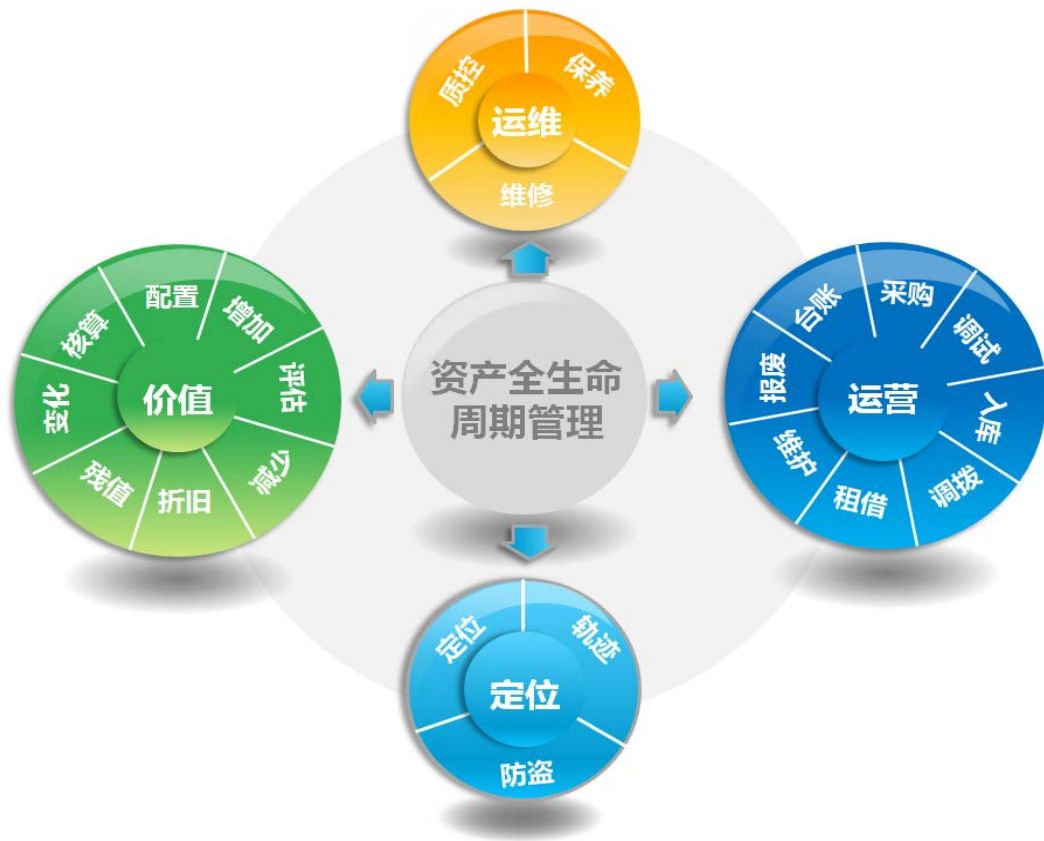 质控
保养
运维
维修
资产全生命
周期管理
配置
增加
评估
减少
折旧
残值
变化
核算
价值
采购
调试
入库
调拨
租借
维护
报废
台账
运营
定位
轨迹
定位
防盗